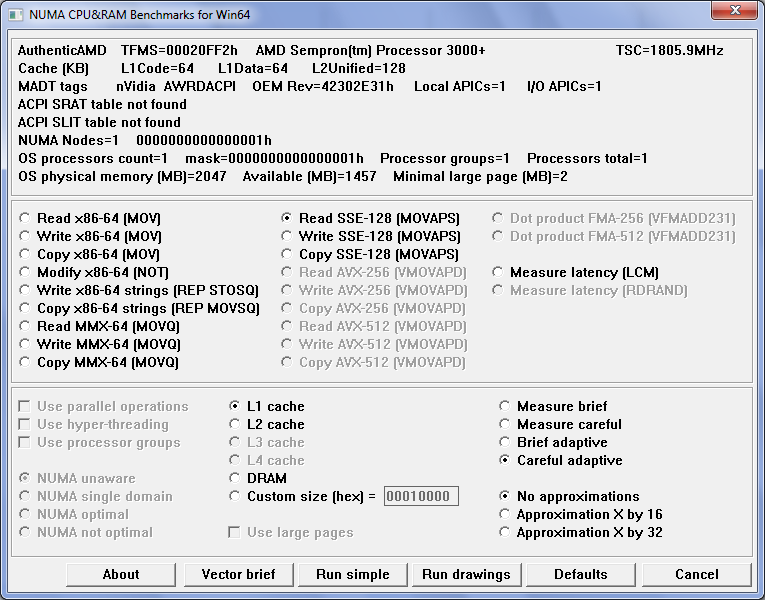 NUMA CPU&RAM Benchmarks for Win64
AuthenticAMD TFMS=00020FF2h AMD Sempron(tm) Processor 3000+ TSC=1805.9MHz
Cache (KB) L1Code=64 L1Data=64 L2Unified=128
MADT tags nVidia AWRDACPI OEM Rev=42302E31h Local APICs=1 I/O APICs=1
ACPI SRAT table not found
ACPI SLIT table not found
NUMA Nodes=1 0000000000000001h
OS processors count=1 mask=0000000000000001h Processor groups=1 Processors total=1
OS physical memory (MB)=2047 Available (MB)=1457 Minimal large page (MB)=2
Read x86-64 (MOV)
Write x86-64 (MOV)
Copy x86-64 (MOV)
Modify x86-64 (NOT)
Write x86-64 strings (REP STOSQ)
Copy x86-64 strings (REP MOVSQ)
Read MMX-64 (MOVQ)
Write MMX-64 (MOVQ)
Copy MMX-64 (MOVQ)
Read SSE-128 (MOVAPS)
Write SSE-128 (MOVAPS)
Copy SSE-128 (MOVAPS)
Read AVX-256 (VMOVAPD)
Write AVX-256 (VMOVAPD)
Copy AVX-256 (VMOVAPD)
Read AVX-512 (VMOVAPD)
Write AVX-512 (VMOVAPD)
Copy AVX-512 (VMOVAPD)
Dot product FMA-256 (VFMADD231)
Dot product FMA-512 (VFMADD231)
Measure latency (LCM)
Measure latency (RDRAND)
Use parallel operations
Use hyper-threading
Use processor groups
NUMA unaware
NUMA single domain
NUMA optimal
NUMA not optimal
L1 cache
L2 cache
L3 cache
L4 cache
DRAM
Custom size (hex) = 00010000
Use large pages
Measure brief
Measure careful
Brief adaptive
Careful adaptive
No approximations
Approximation X by 16
Approximation X by 32
About Vector brief Run simple Run drawings Defaults Cancel